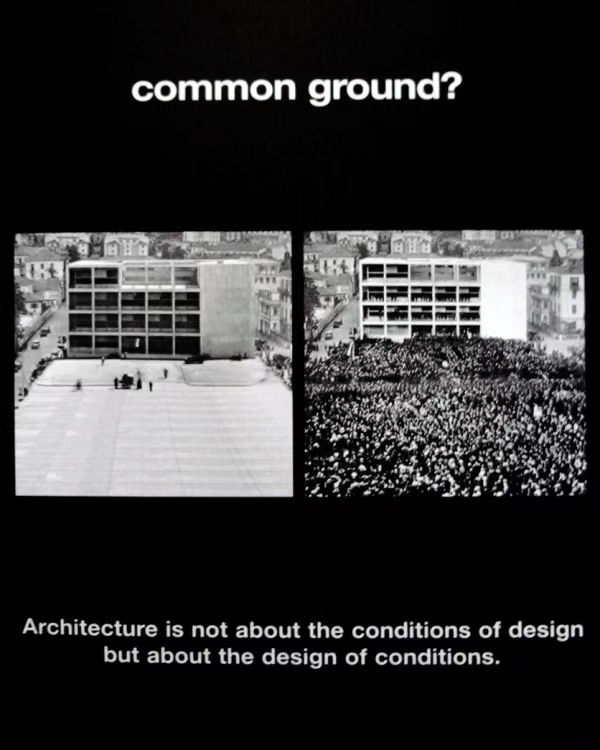 common ground?
Architecture is not about the conditions of design
but about the design of conditions.